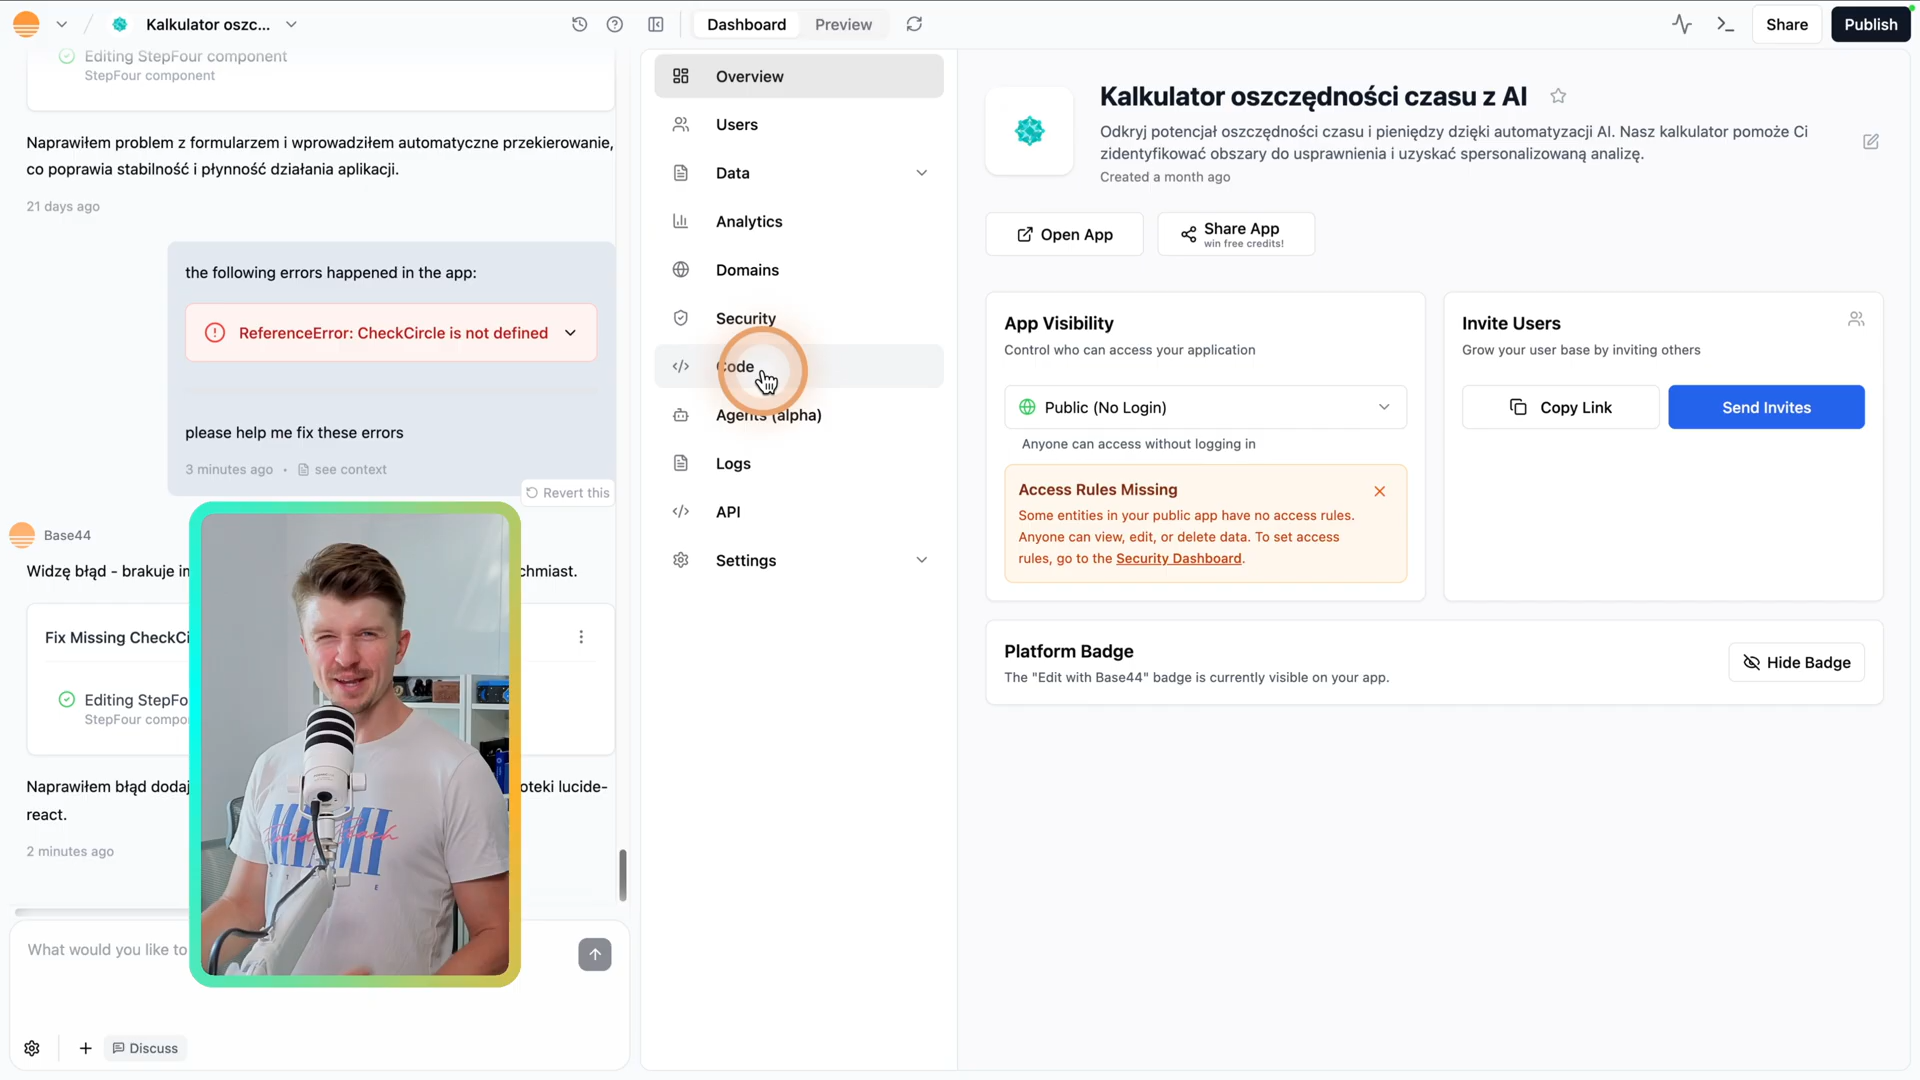 Kalkulator oszcz...
Dashboard
Preview
Share
Publish
Editing StepFour component
StepFour component
Naprawiłem problem z formularzem i wprowadziłem automatyczne przekierowanie,
co poprawia stabilność i płynność działania aplikacji.
21 days ago
the following errors happened in the app:
ReferenceError: CheckCircle is not defined
please help me fix these errors
3 minutes ago • see context
Revert this
Base44
Widzę błąd - brakuje im
chmiast.
Fix Missing CheckCi
Editing StepFo
StepFour compo
Naprawiłem błąd dodaj
oteki lucide-
react.
2 minutes ago
What would you like to
Discuss
Overview
Users
Data
Analytics
Domains
Security
Code
Agents (alpha)
Logs
API
Settings
Kalkulator oszczędności czasu z AI
Odkryj potencjał oszczędności czasu i pieniędzy dzięki automatyzacji AI. Nasz kalkulator pomoże Ci
zidentyfikować obszary do usprawnienia i uzyskać spersonalizowaną analizę.
Created a month ago
Open App
Share App
win free credits!
App Visibility
Control who can access your application
Public (No Login)
Anyone can access without logging in
Access Rules Missing
Some entities in your public app have no access rules.
Anyone can view, edit, or delete data. To set access
rules, go to the Security Dashboard.
Invite Users
Grow your user base by inviting others
Copy Link
Send Invites
Platform Badge
The "Edit with Base44" badge is currently visible on your app.
Hide Badge